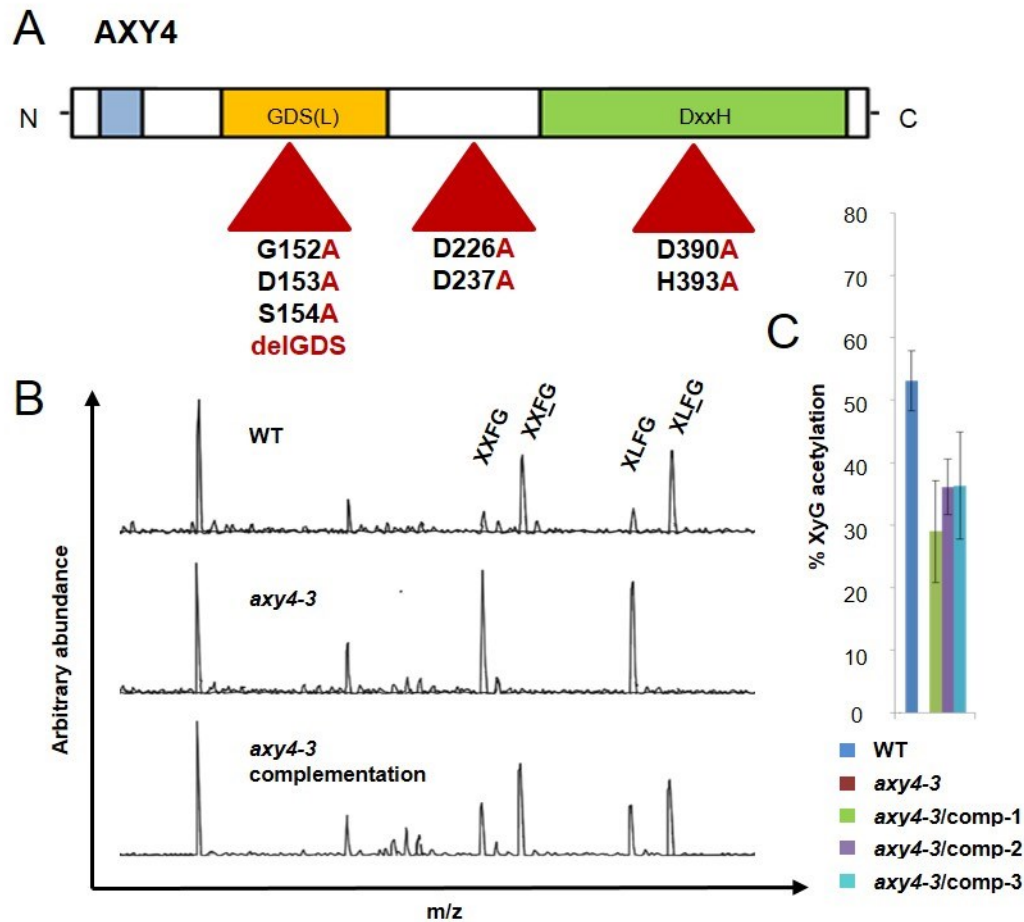 A AXY4
N GDS(L) DxxH C
G152A D226A D390A
D153A D237A H393A
S154A
delGDS
B
WT
XXFG XXFG XLFG XLFG
axy4-3
axy4-3
complementation
Arbitrary abundance
m/z
C
80
70
60
50
40
30
20
10
0
% XyG acetylation
WT
axy4-3
axy4-3/comp-1
axy4-3/comp-2
axy4-3/comp-3